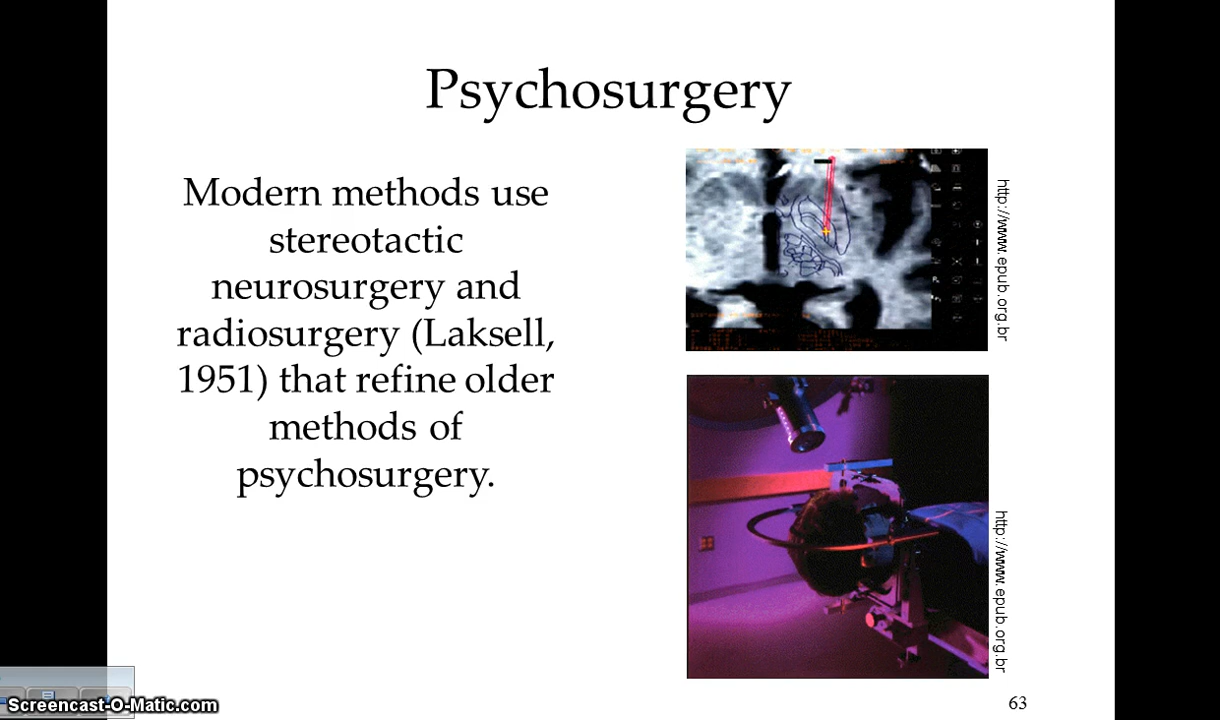 Psychosurgery
Modern methods use
stereotactic
neurosurgery and
radiosurgery (Laksell,
1951) that refine older
methods of
psychosurgery.
http://www.epub.org.br
http://www.epub.org.br
63
Screencast-O-Matic.com